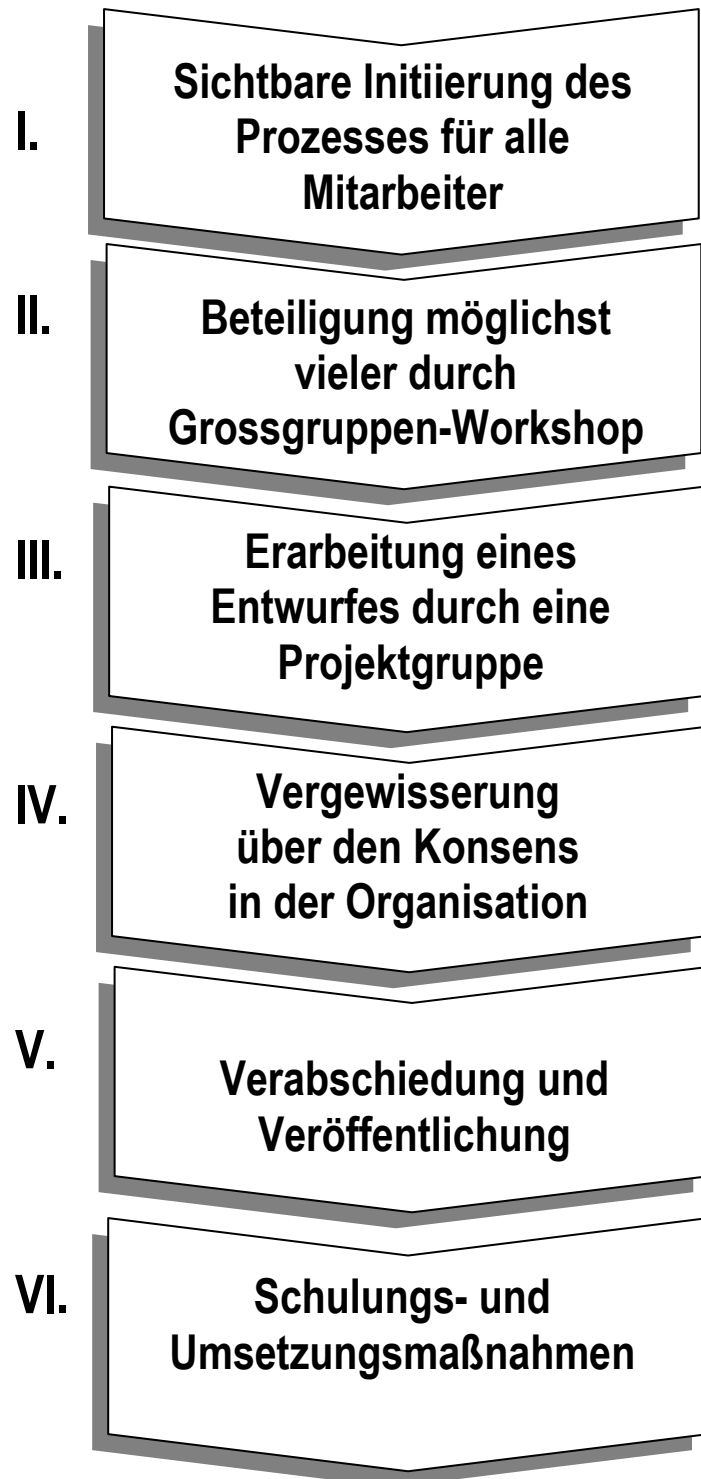 I.
Sichtbare Initiierung des
Prozesses für alle
Mitarbeiter
II.
Beteiligung möglichst
vieler durch
Grossgruppen-Workshop
III.
Erarbeitung eines
Entwurfes durch eine
Projektgruppe
IV.
Vergewisserung
über den Konsens
in der Organisation
V.
Verabschiedung und
Veröffentlichung
VI.
Schulungs- und
Umsetzungsmaßnahmen